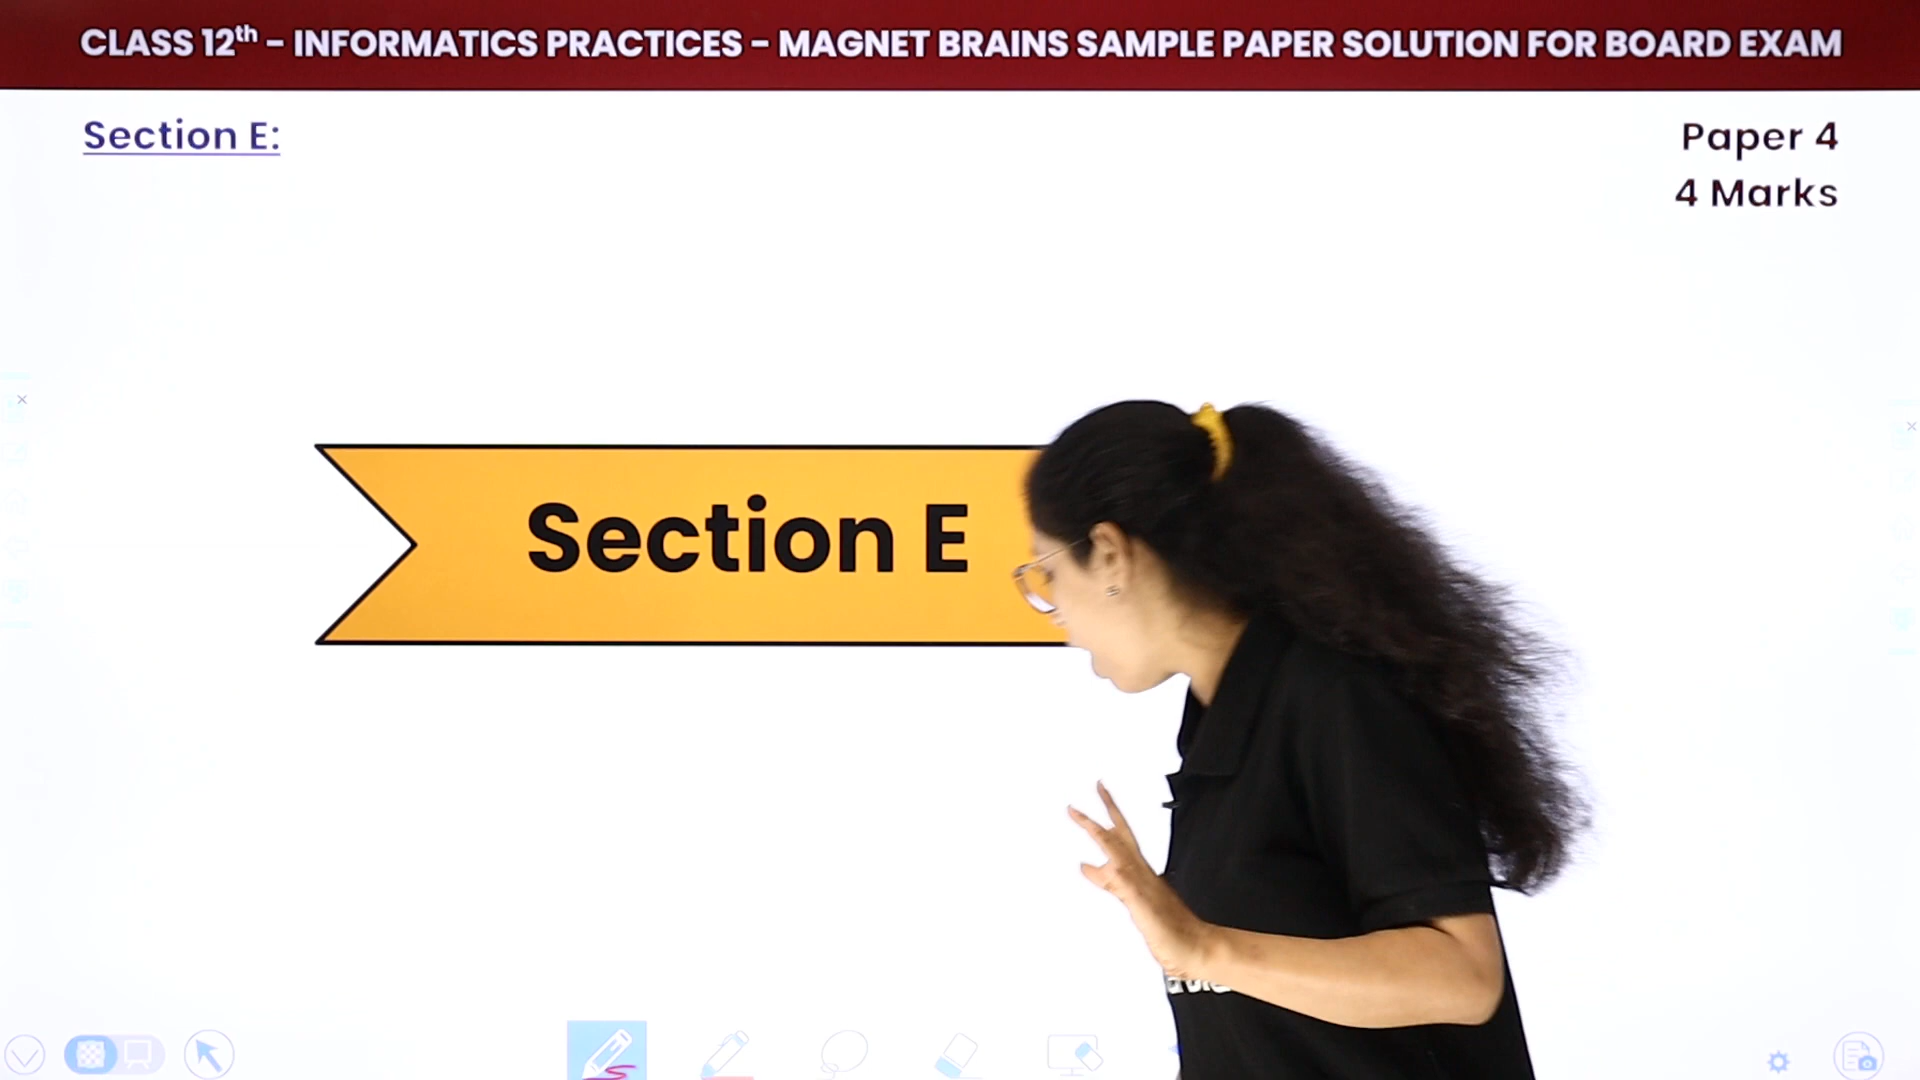 CLASS 12th - INFORMATICS PRACTICES - MAGNET BRAINS SAMPLE PAPER SOLUTION FOR BOARD EXAM
Section E:
Paper 4
4 Marks
Section E